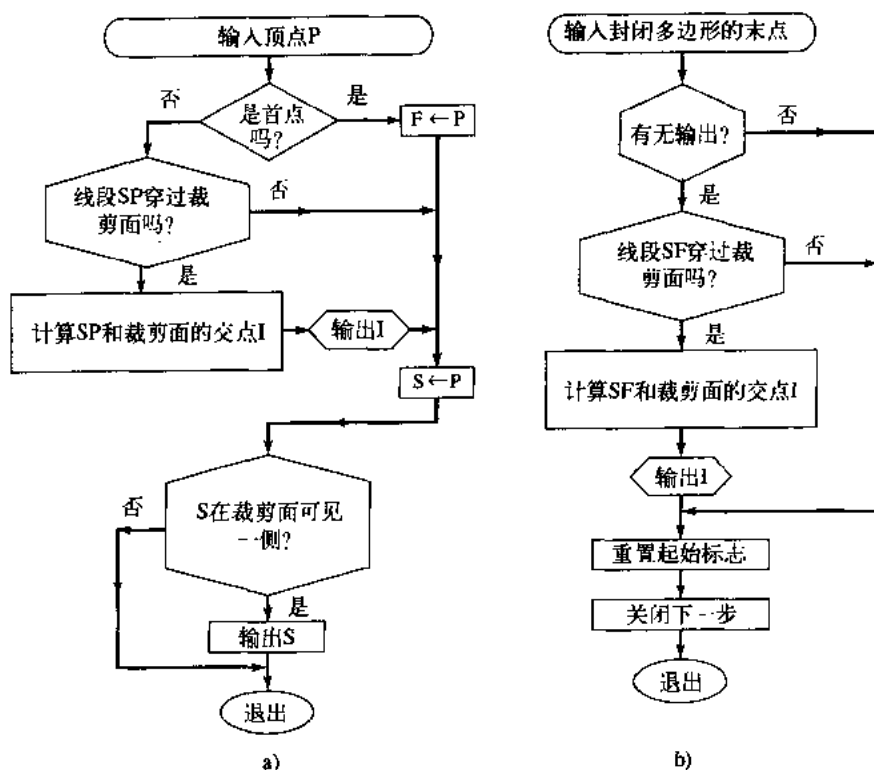 输入顶点P
否
是首点
吗?
是
F←P
线段SP穿过裁
剪面吗?
否
是
计算SP和裁剪面的交点I
输出I
S←P
S在裁剪面可见
一侧?
否
是
输出S
退出
a)
输入封闭多边形的末点
有无输出?
否
是
线段SF穿过裁
剪面吗?
否
是
计算SF和裁剪面的交点I
输出I
重置起始标志
关闭下一步
退出
b)